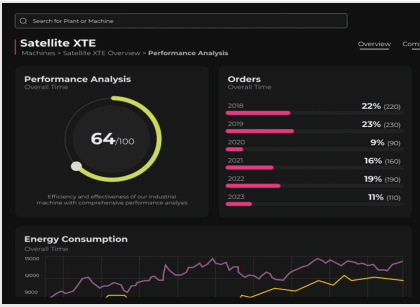 Search for Plant or Machine
Satellite XTE
Machines > Satellite XTE Overview > Performance Analysis
Overview Com
Performance Analysis
Overall Time
64/100
Efficiency and effectiveness of our industrial
machine with comprehensive performance analysis
Orders
Overall Time
2018 22% (220)
2019 23% (230)
2020 9% (90)
2021 16% (160)
2022 19% (190)
2023 11% (110)
Energy Consumption
Overall Time
15000
12000
9000